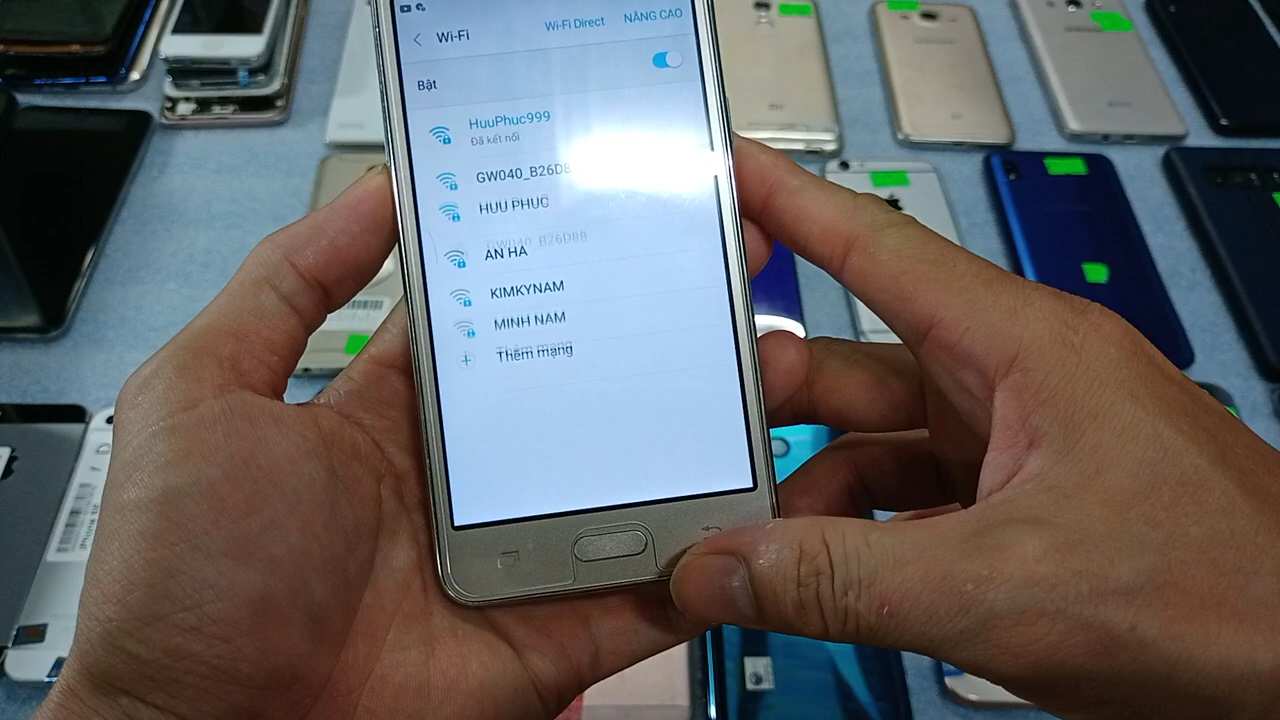 Wi-Fi
Wi-Fi Direct
NÂNG CAO
Bật
HuuPhuc999
Đã kết nối
GW040_B26D8
HUU PHUC
GW040_B26D88
AN HA
KIMKYNAM
MINH NAM
Thêm mạng